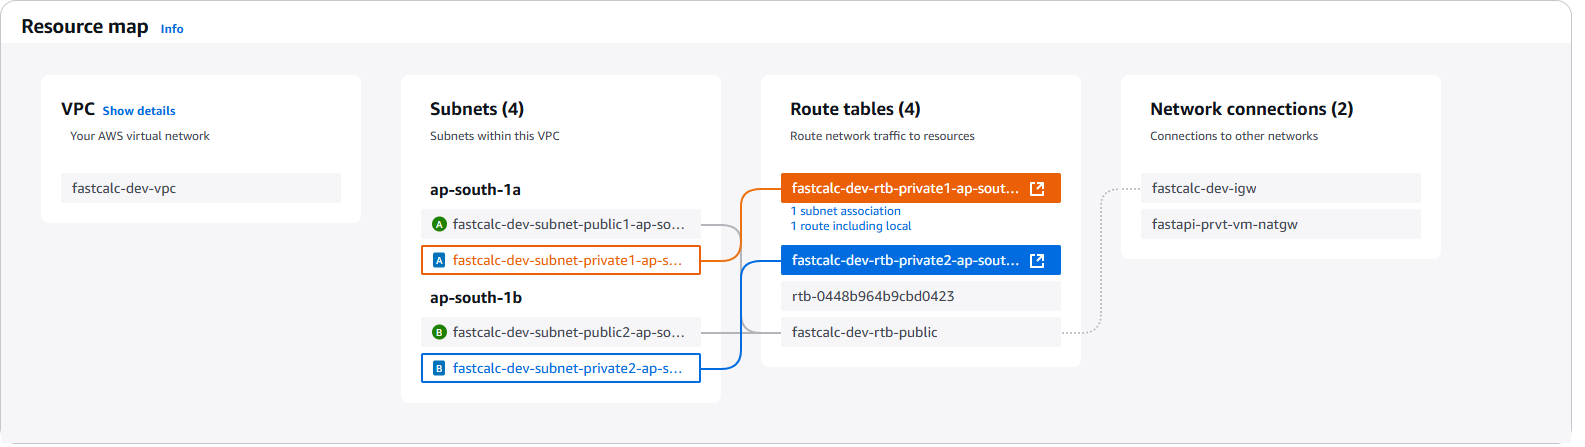 Resource map Info
VPC Show details
Your AWS virtual network
fastcalc-dev-vpc
Subnets (4)
Subnets within this VPC
ap-south-1a
A fastcalc-dev-subnet-public1-ap-so...
A fastcalc-dev-subnet-private1-ap-s...
ap-south-1b
B fastcalc-dev-subnet-public2-ap-so...
B fastcalc-dev-subnet-private2-ap-s...
Route tables (4)
Route network traffic to resources
fastcalc-dev-rtb-private1-ap-sout...
1 subnet association
1 route including local
fastcalc-dev-rtb-private2-ap-sout...
rtb-0448b964b9cbd0423
fastcalc-dev-rtb-public
Network connections (2)
Connections to other networks
fastcalc-dev-igw
fastapi-prvt-vm-natgw